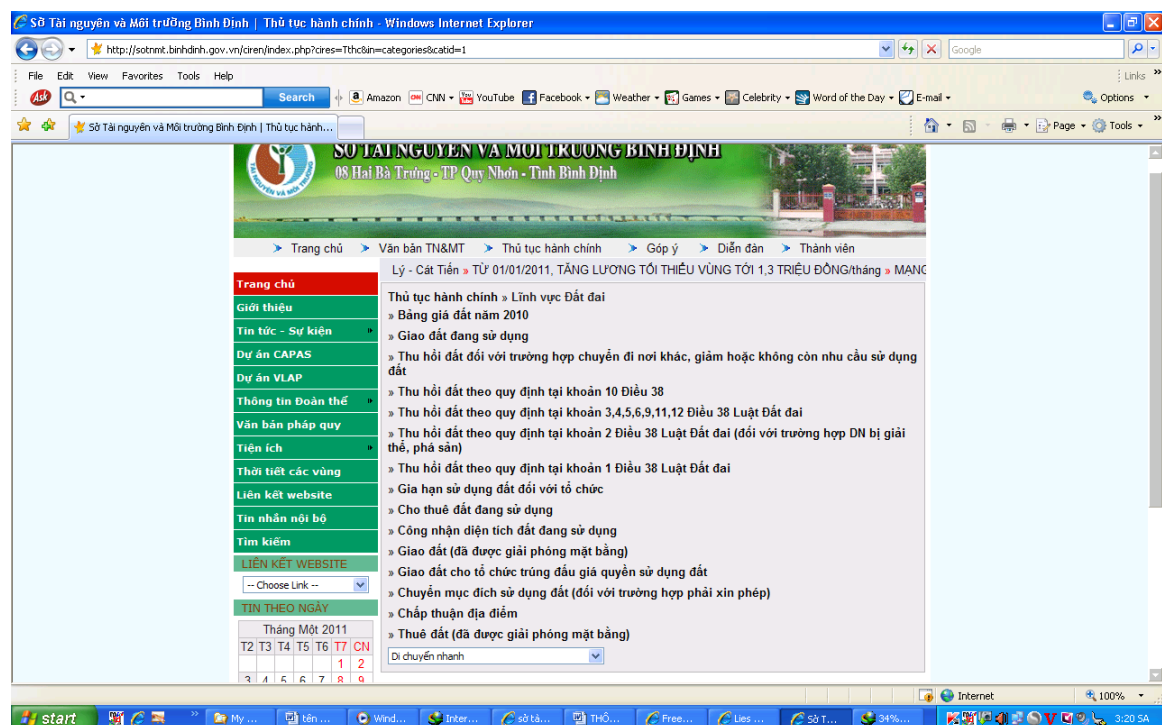 Sở Tài nguyên và Môi trường Bình Định | Thủ tục hành chính - Windows Internet Explorer
http://sotnmt.binhdinh.gov.vn/ciren/index.php?cires=Tthc&in=categories&catid=1
Google
File Edit View Favorites Tools Help
Links
Ask Search Amazon CNN YouTube Facebook Weather Games Celebrity Word of the Day E-mail Options
Sở Tài nguyên và Môi trường Bình Định | Thủ tục hành...
Page Tools
SỞ TÀI NGUYÊN VÀ MÔI TRƯỜNG BÌNH ĐỊNH
08 Hai Bà Trưng - TP Quy Nhơn - Tỉnh Bình Định
TÀI NGUYÊN VÀ MÔI
Trang chủ Văn bản TN&MT Thủ tục hành chính Góp ý Diễn đàn Thành viên
Lý - Cát Tiến » TỪ 01/01/2011, TĂNG LƯƠNG TỐI THIỂU VÙNG TỚI 1,3 TRIỆU ĐỒNG/tháng » MẠNG
Trang chủ
Giới thiệu
Tin tức - Sự kiện
Dự án CAPAS
Dự án VLAP
Thông tin Đoàn thể
Văn bản pháp quy
Tiện ích
Thời tiết các vùng
Liên kết website
Tin nhắn nội bộ
Tìm kiếm
LIÊN KẾT WEBSITE
-- Choose Link --
TIN THEO NGÀY
Tháng Một 2011
T2 T3 T4 T5 T6 T7 CN
1 2
3 4 5 6 7 8 9
Thủ tục hành chính » Lĩnh vực Đất đai
» Bảng giá đất năm 2010
» Giao đất đang sử dụng
» Thu hồi đất đối với trường hợp chuyển đi nơi khác, giảm hoặc không còn nhu cầu sử dụng
đất
» Thu hồi đất theo quy định tại khoản 10 Điều 38
» Thu hồi đất theo quy định tại khoản 3,4,5,6,9,11,12 Điều 38 Luật Đất đai
» Thu hồi đất theo quy định tại khoản 2 Điều 38 Luật Đất đai (đối với trường hợp DN bị giải
thể, phá sản)
» Thu hồi đất theo quy định tại khoản 1 Điều 38 Luật Đất đai
» Gia hạn sử dụng đất đối với tổ chức
» Cho thuê đất đang sử dụng
» Công nhận diện tích đất đang sử dụng
» Giao đất (đã được giải phóng mặt bằng)
» Giao đất cho tổ chức trúng đấu giá quyền sử dụng đất
» Chuyển mục đích sử dụng đất (đối với trường hợp phải xin phép)
» Chấp thuận địa điểm
» Thuê đất (đã được giải phóng mặt bằng)
Di chuyển nhanh
Internet 100%
start My ... tên ... Wind... Inter... sở tà... THÔ... Free... Lies ... Sở T... 34%... 3:20 SA